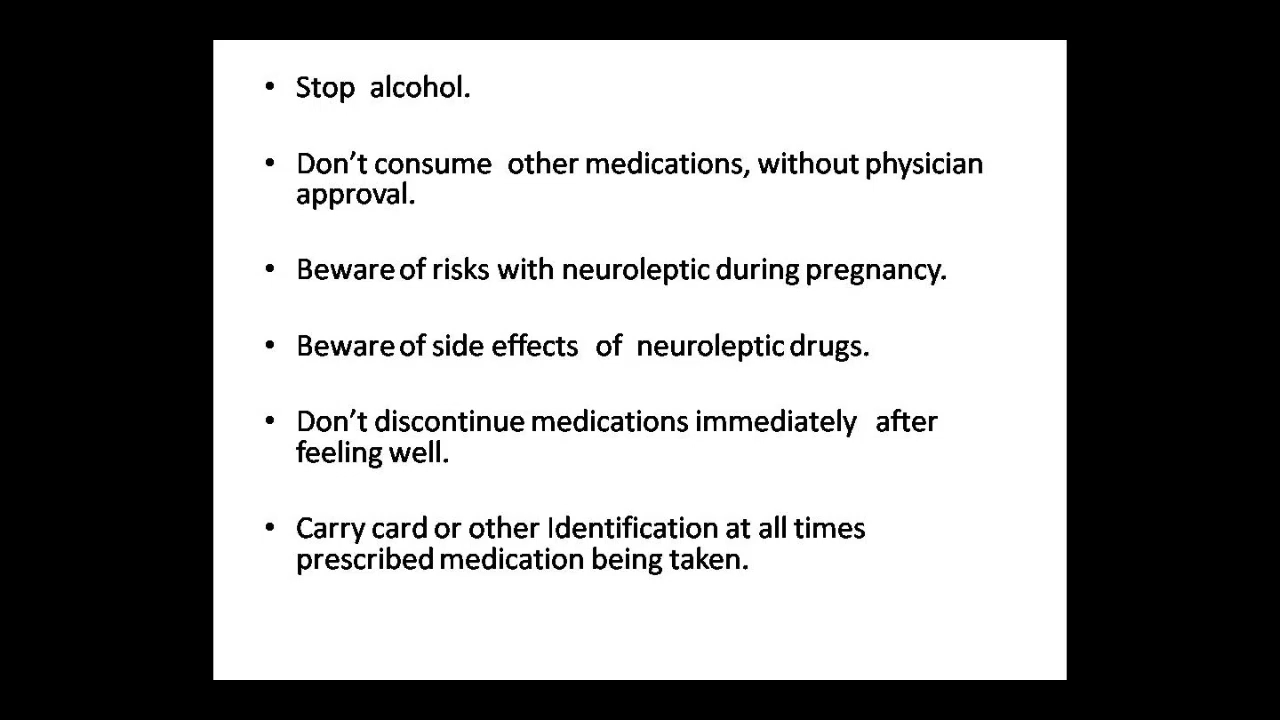 • Stop alcohol.
• Don't consume other medications, without physician
approval.
• Beware of risks with neuroleptic during pregnancy.
• Beware of side effects of neuroleptic drugs.
• Don't discontinue medications immediately after
feeling well.
• Carry card or other Identification at all times
prescribed medication being taken.